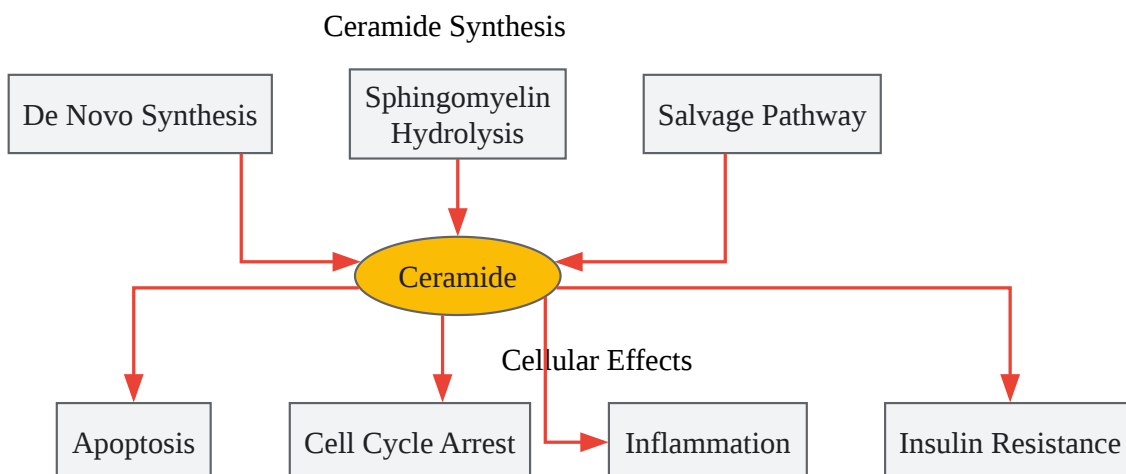 Ceramide Synthesis
De Novo Synthesis
Sphingomyelin
Hydrolysis
Salvage Pathway
Ceramide
Cellular Effects
Apoptosis
Cell Cycle Arrest
Inflammation
Insulin Resistance